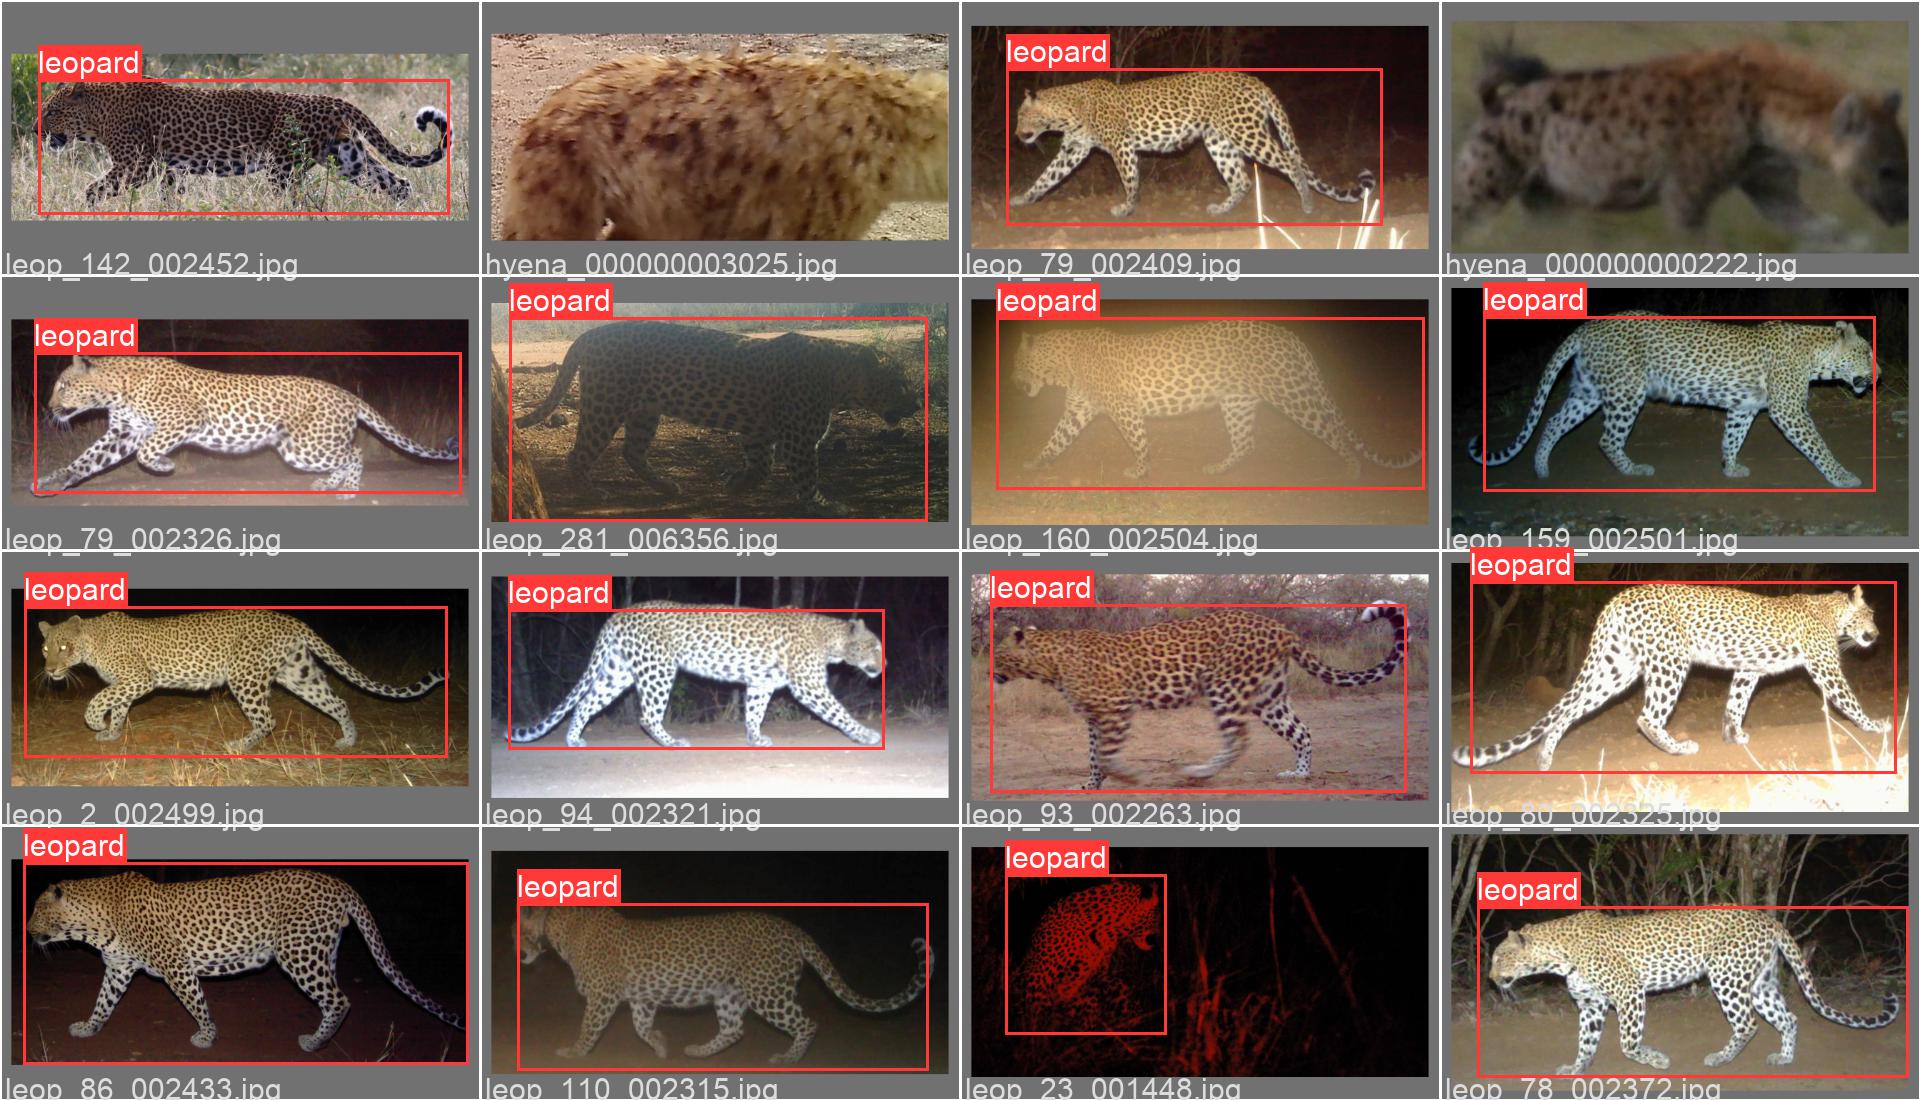 leopard
leop_142_002452.jpg
hyena_000000003025.jpg
leopard
leop_79_002409.jpg
hyena_000000000222.jpg
leopard
leop_79_002326.jpg
leopard
leop_281_006356.jpg
leopard
leop_160_002504.jpg
leopard
leop_159_002501.jpg
leopard
leop_2_002499.jpg
leopard
leop_94_002321.jpg
leopard
leop_93_002263.jpg
leopard
leop_80_002325.jpg
leopard
leop_86_002433.jpg
leopard
leop_110_002315.jpg
leopard
leop_23_001448.jpg
leopard
leop_78_002372.jpg